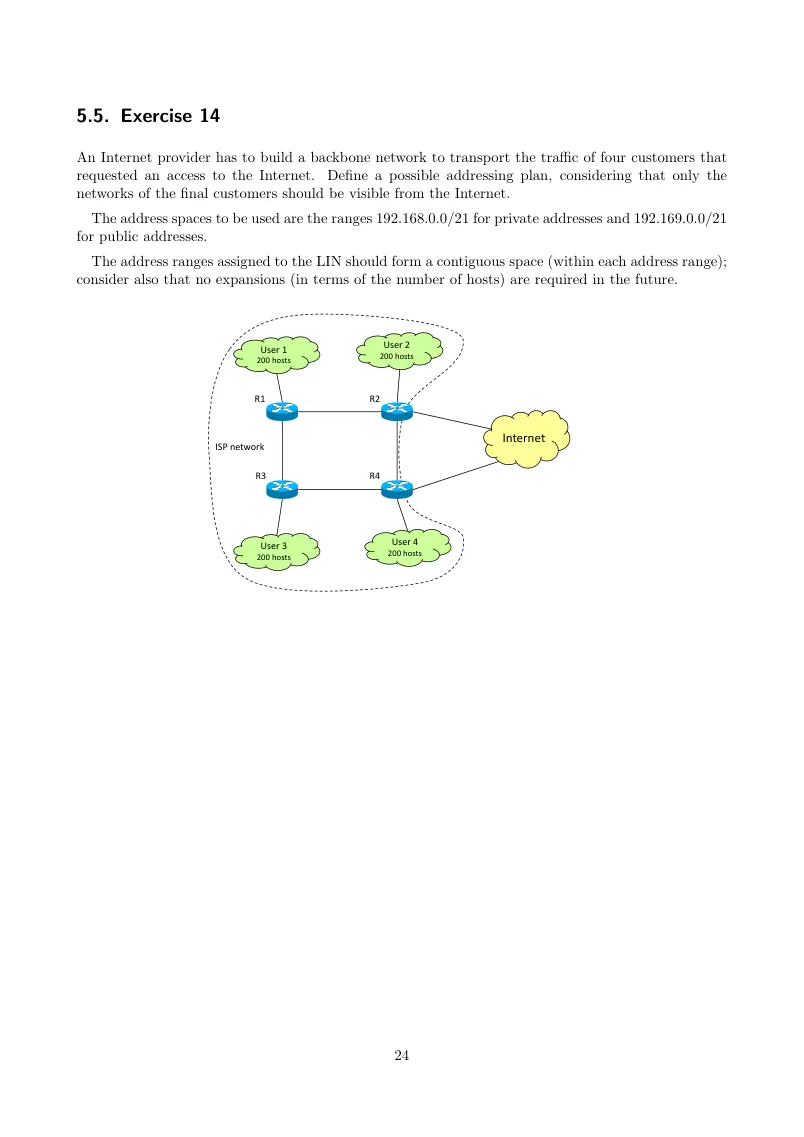 5.5. Exercise 14
An Internet provider has to build a backbone network to transport the traffic of four customers that
requested an access to the Internet. Define a possible addressing plan, considering that only the
networks of the final customers should be visible from the Internet.
The address spaces to be used are the ranges 192.168.0.0/21 for private addresses and 192.169.0.0/21
for public addresses.
The address ranges assigned to the LIN should form a contiguous space (within each address range);
consider also that no expansions (in terms of the number of hosts) are required in the future.
User 1
200 hosts
User 2
200 hosts
R1
R2
Internet
ISP network
R3
R4
User 3
200 hosts
User 4
200 hosts
24